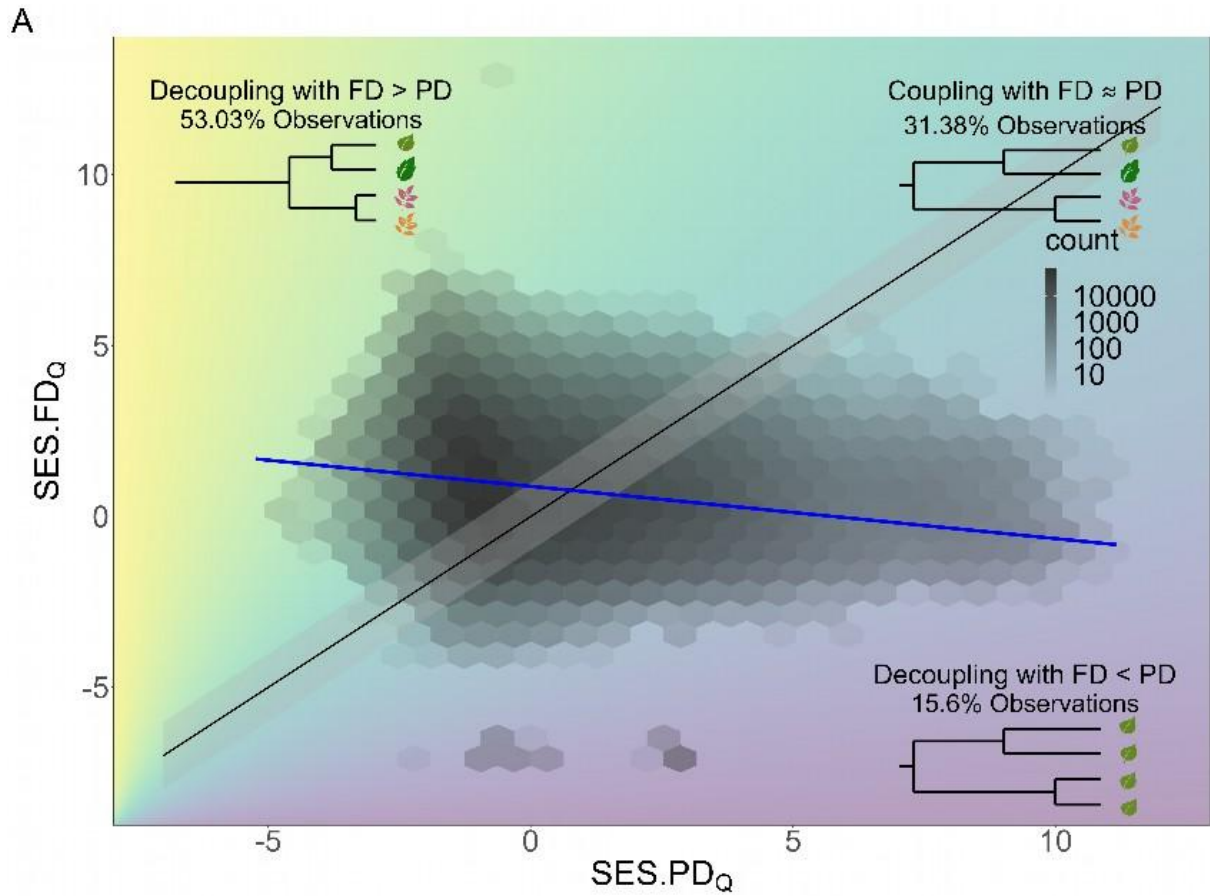 A
Decoupling with FD > PD
53.03% Observations
Coupling with FD ≈ PD
31.38% Observations
count
10000
1000
100
10
10
5
0
-5
SES.FDQ
Decoupling with FD < PD
15.6% Observations
-5
0
5
10
SES.PDQ